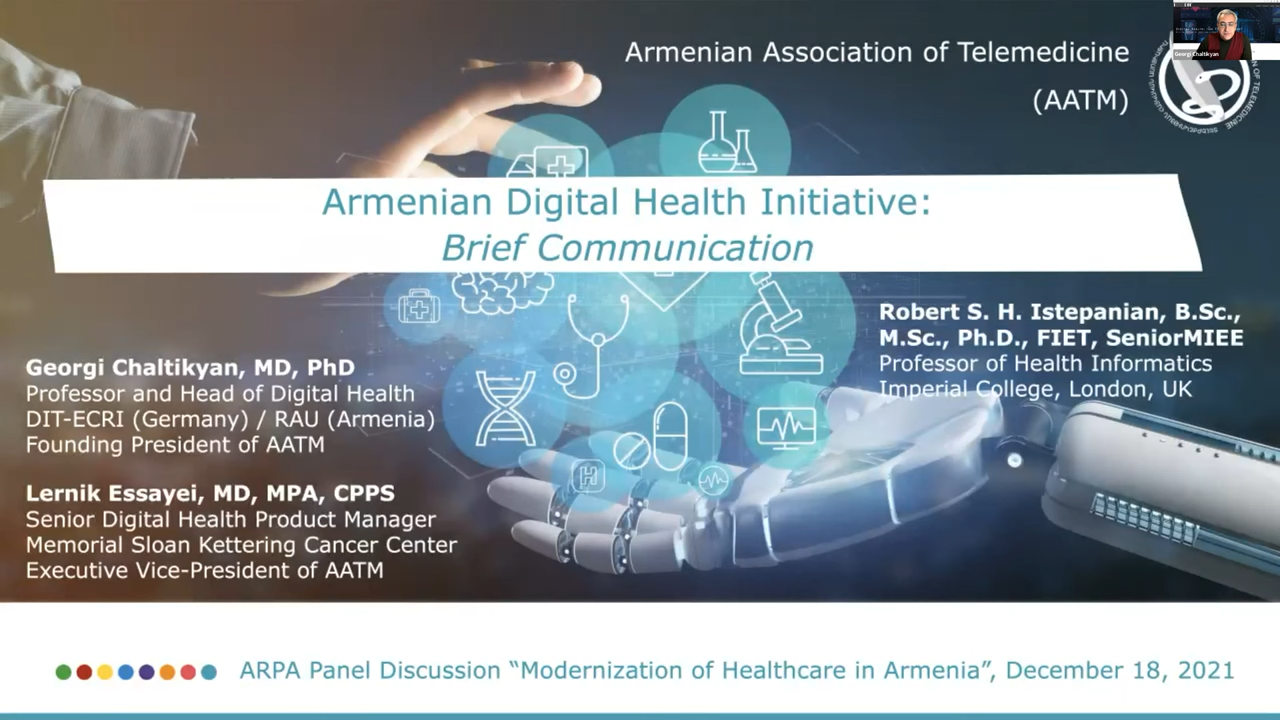 Armenian Association of Telemedicine
(AATM)
Georgi Chaltikyan
Armenian Digital Health Initiative:
Brief Communication
Georgi Chaltikyan, MD, PhD
Professor and Head of Digital Health
DIT-ECRI (Germany) / RAU (Armenia)
Founding President of AATM
Lernik Essayei, MD, MPA, CPPS
Senior Digital Health Product Manager
Memorial Sloan Kettering Cancer Center
Executive Vice-President of AATM
Robert S. H. Istepanian, B.Sc.,
M.Sc., Ph.D., FIET, SeniorMIEE
Professor of Health Informatics
Imperial College, London, UK
H
ARPA Panel Discussion “Modernization of Healthcare in Armenia”, December 18, 2021